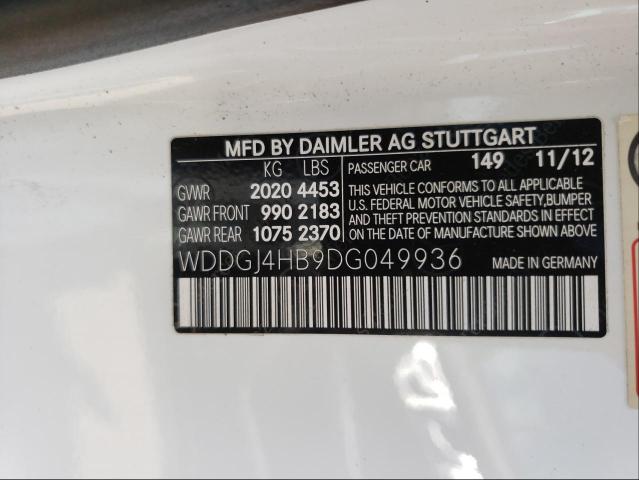 MFD BY DAIMLER AG STUTTGART
KG LBS PASSENGER CAR 149 11/12
GVWR 2020 4453
GAWR FRONT 990 2183
GAWR REAR 1075 2370
THIS VEHICLE CONFORMS TO ALL APPLICABLE
U.S. FEDERAL MOTOR VEHICLE SAFETY,BUMPER
AND THEFT PREVENTION STANDARDS IN EFFECT
ON THE DATE OF MANUFACTURE SHOWN ABOVE
WDDGJ4HB9DG049936 MADE IN GERMANY